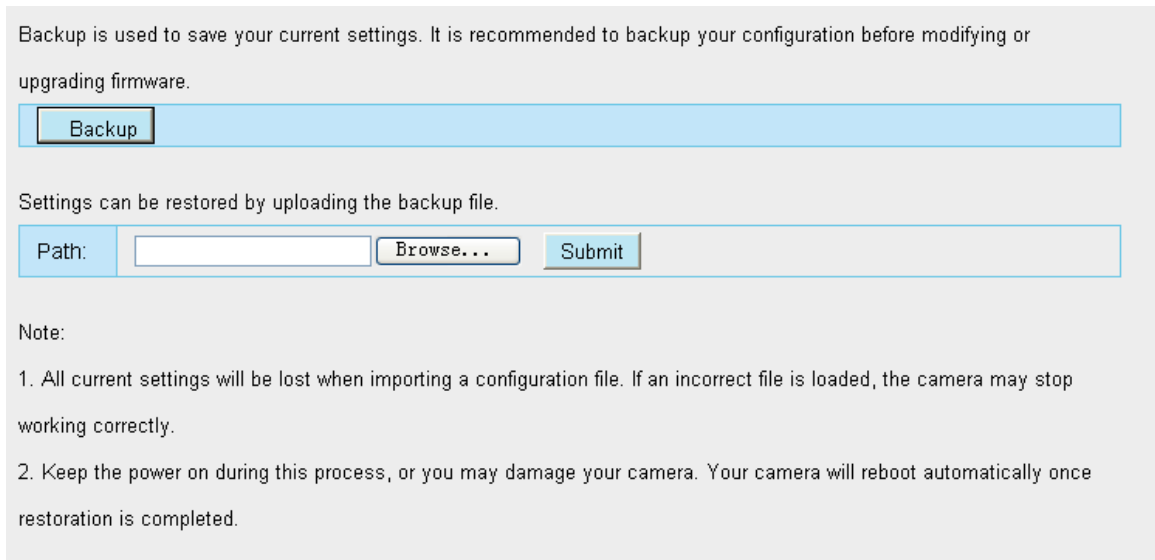 Backup is used to save your current settings. It is recommended to backup your configuration before modifying or
upgrading firmware.
Backup
Settings can be restored by uploading the backup file.
Path: Browse... Submit
Note:
1. All current settings will be lost when importing a configuration file. If an incorrect file is loaded, the camera may stop
working correctly.
2. Keep the power on during this process, or you may damage your camera. Your camera will reboot automatically once
restoration is completed.